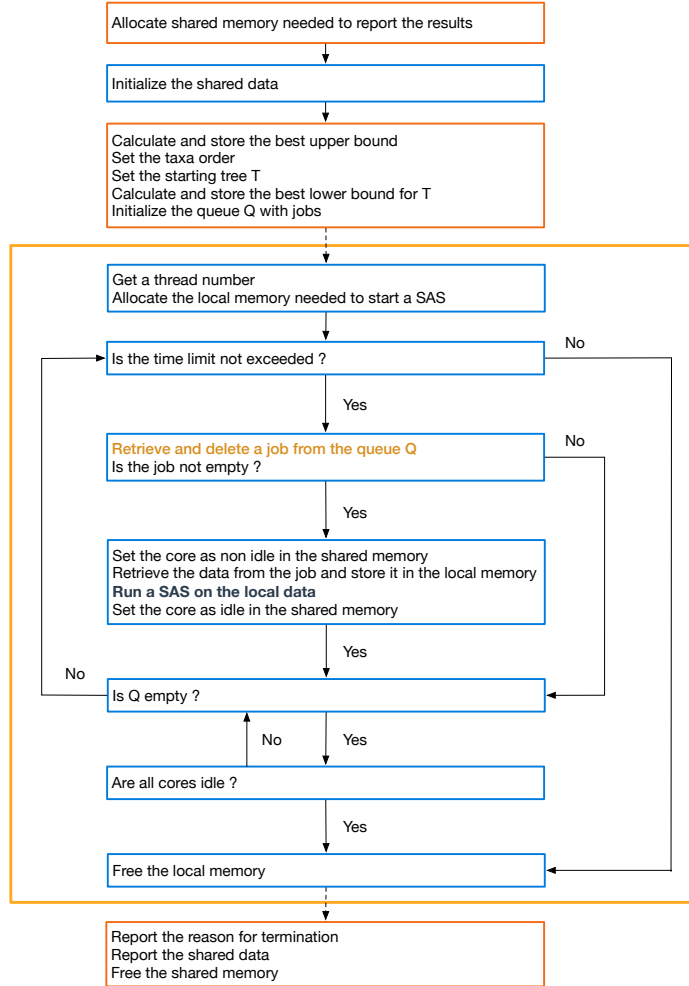 Allocate shared memory needed to report the results
Initialize the shared data
Calculate and store the best upper bound
Set the taxa order
Set the starting tree T
Calculate and store the best lower bound for T
Initialize the queue Q with jobs
Get a thread number
Allocate the local memory needed to start a SAS
Is the time limit not exceeded ?
No
Yes
Retrieve and delete a job from the queue Q
Is the job not empty ?
No
Yes
Set the core as non idle in the shared memory
Retrieve the data from the job and store it in the local memory
Run a SAS on the local data
Set the core as idle in the shared memory
Yes
No
Is Q empty ?
No
Yes
Are all cores idle ?
Yes
Free the local memory
Report the reason for termination
Report the shared data
Free the shared memory